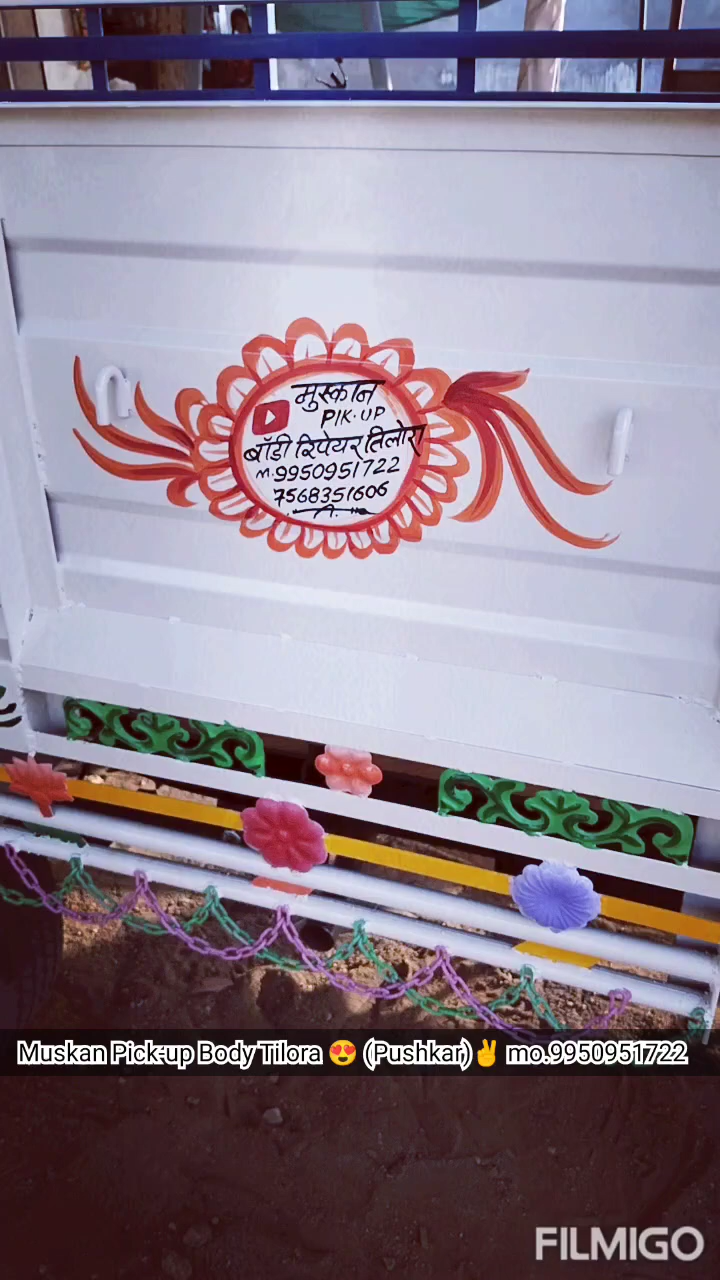 मुस्कान
PIK-UP
बॉडी रिपेयर तिलोरा
M.9950951722
7568351606
Muskan Pick-up Body Tilora 😍 (Pushkar)✌ mo.9950951722
FILMIGO